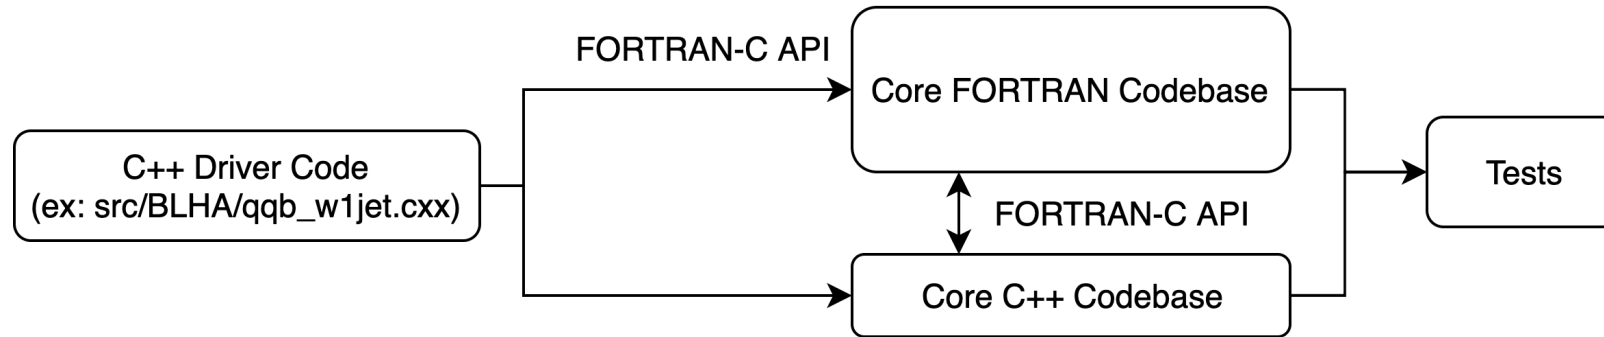 FORTRAN-C API
Core FORTRAN Codebase
C++ Driver Code
(ex: src/BLHA/qqb_w1jet.cxx)
Tests
FORTRAN-C API
Core C++ Codebase